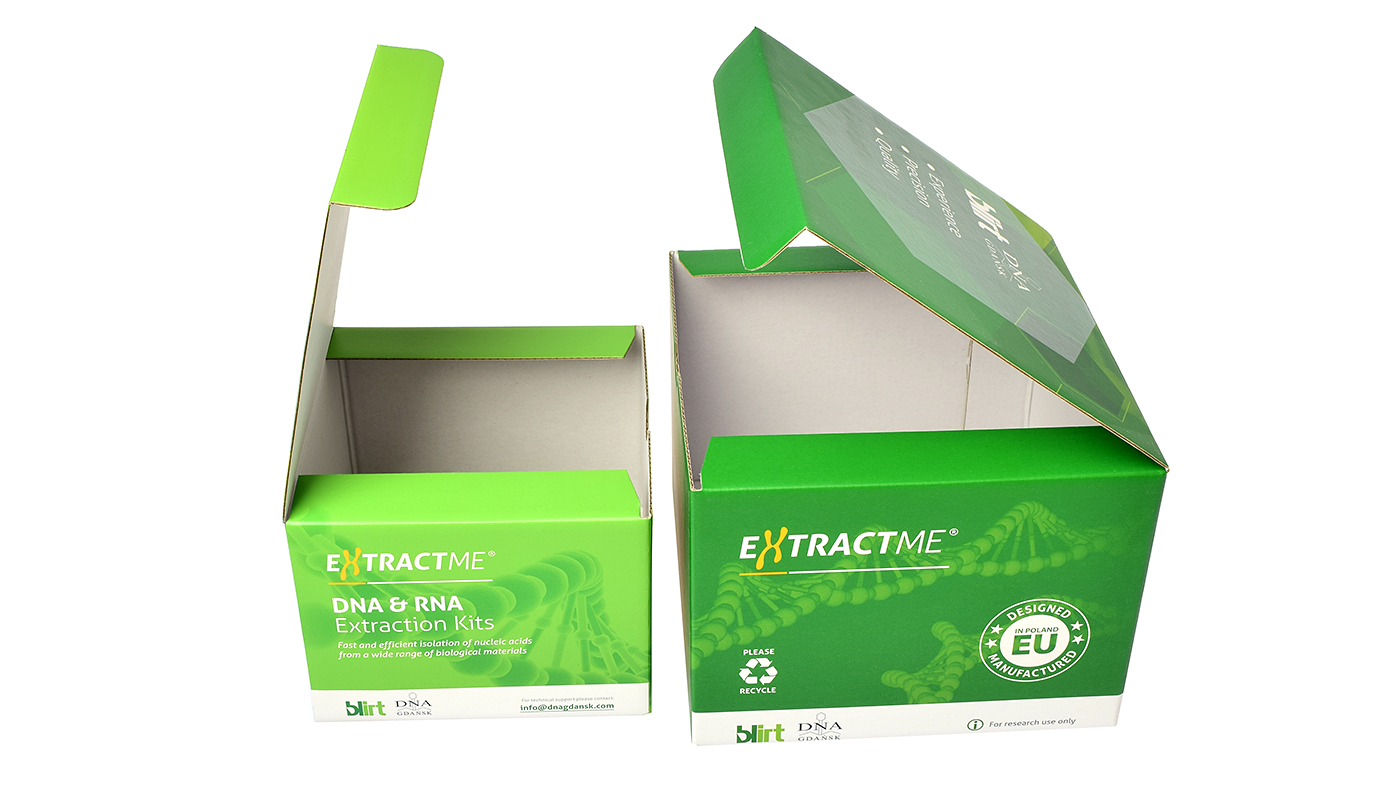 EXTRACTME®
DNA & RNA
Extraction Kits
Fast and efficient isolation of nucleic acids
from a wide range of biological materials
blirt DNA
GDANSK
For technical support please contact:
info@dnagdansk.com
• Quality
• Precision
• Experience
blirt DNA
GDANSK
EXTRACTME®
PLEASE
RECYCLE
DESIGNED
IN POLAND
EU
MANUFACTURED
blirt DNA
GDANSK
i For research use only